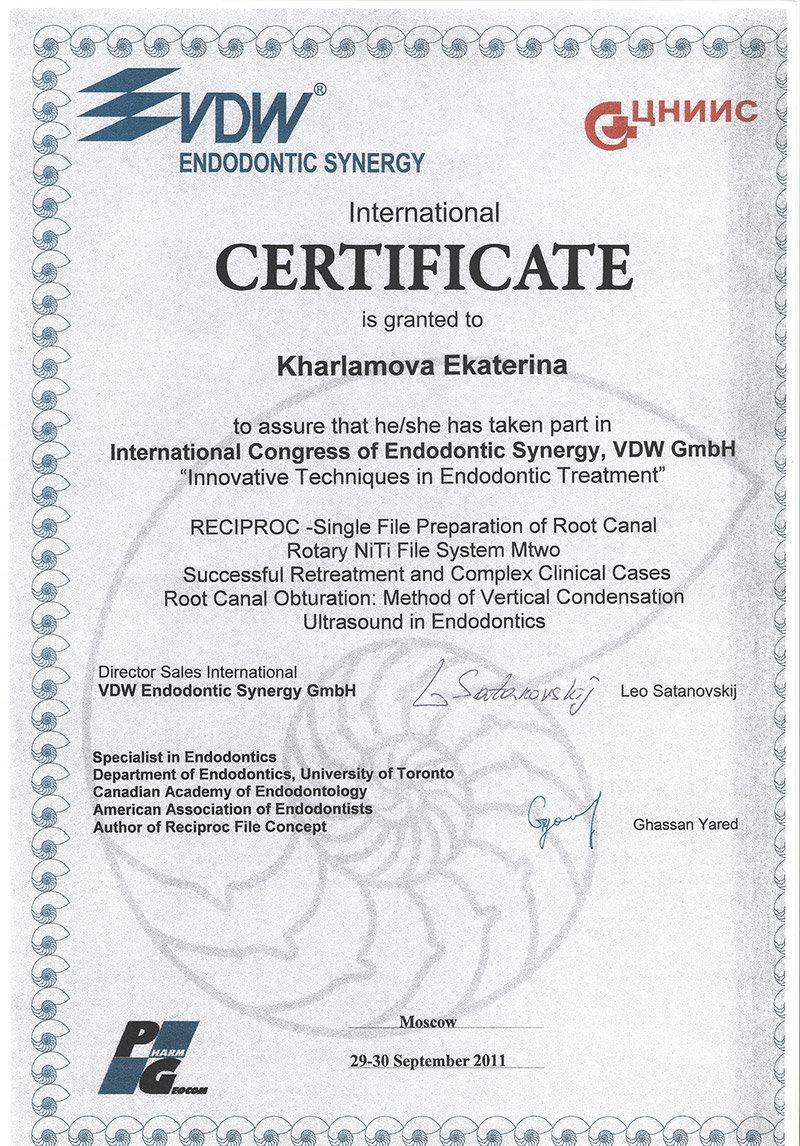 VDW®
ENDODONTIC SYNERGY
ЦНИИС
International
CERTIFICATE
is granted to
Kharlamova Ekaterina
to assure that he/she has taken part in
International Congress of Endodontic Synergy, VDW GmbH
“Innovative Techniques in Endodontic Treatment”
RECIPROC -Single File Preparation of Root Canal
Rotary NiTi File System Mtwo
Successful Retreatment and Complex Clinical Cases
Root Canal Obturation: Method of Vertical Condensation
Ultrasound in Endodontics
Director Sales International
VDW Endodontic Synergy GmbH
L Satanovskij
Leo Satanovskij
Specialist in Endodontics
Department of Endodontics, University of Toronto
Canadian Academy of Endodontology
American Association of Endodontists
Author of Reciproc File Concept
Ghassan Yared
Moscow
29-30 September 2011
PHARM
GEOCOM